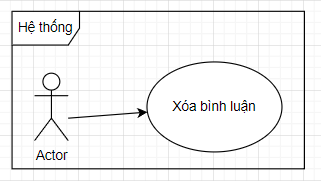 Hệ thống
Xóa bình luận
Actor